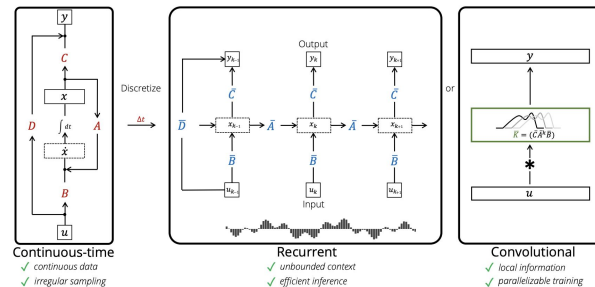 y
C
x
D
∫dt
A
ẋ
B
u
Discretize
Δt
Output
y_{k-1}
y_k
y_{k+1}
C̄
C̄
C̄
D̄
x_{k-1}
Ā
x_k
Ā
x_{k+1}
B̄
B̄
B̄
u_{k-1}
u_k
u_{k+1}
Input
or
y
K̄ = (C̄Ā^kB̄)
*
u
Continuous-time
✓ continuous data
✓ irregular sampling
Recurrent
✓ unbounded context
✓ efficient inference
Convolutional
✓ local information
✓ parallelizable training